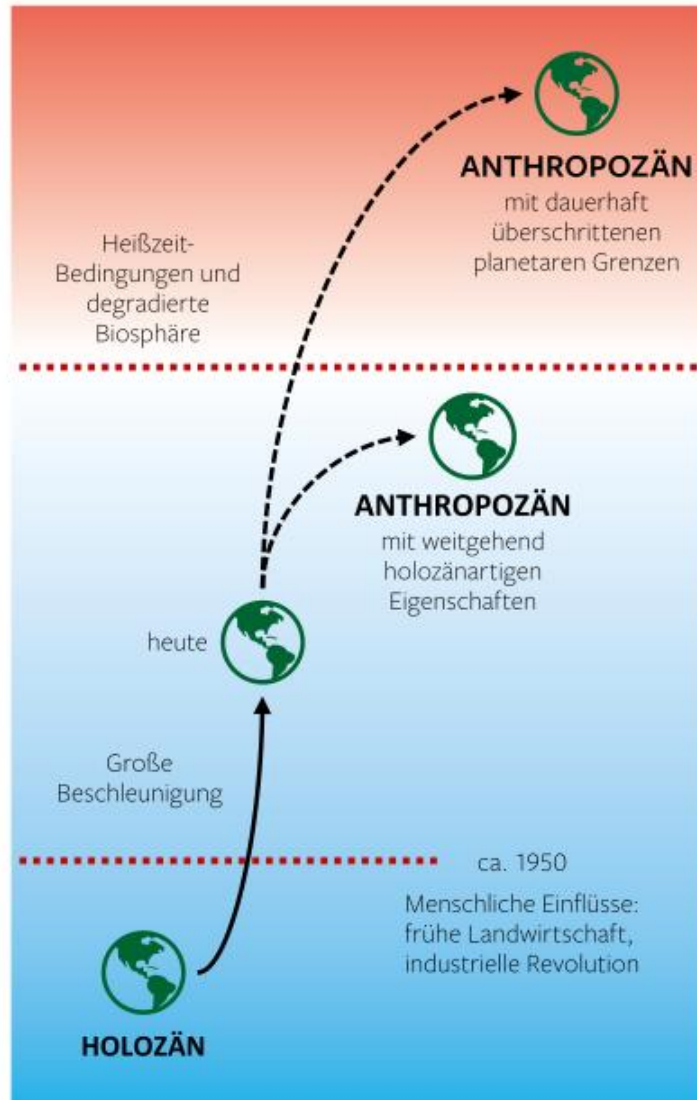 ANTHROPOZÄN
mit dauerhaft
überschrittenen
planetaren Grenzen
Heißzeit-
Bedingungen und
degradierte
Biosphäre
ANTHROPOZÄN
mit weitgehend
holozänartigen
Eigenschaften
heute
Große
Beschleunigung
ca. 1950
Menschliche Einflüsse:
frühe Landwirtschaft,
industrielle Revolution
HOLOZÄN